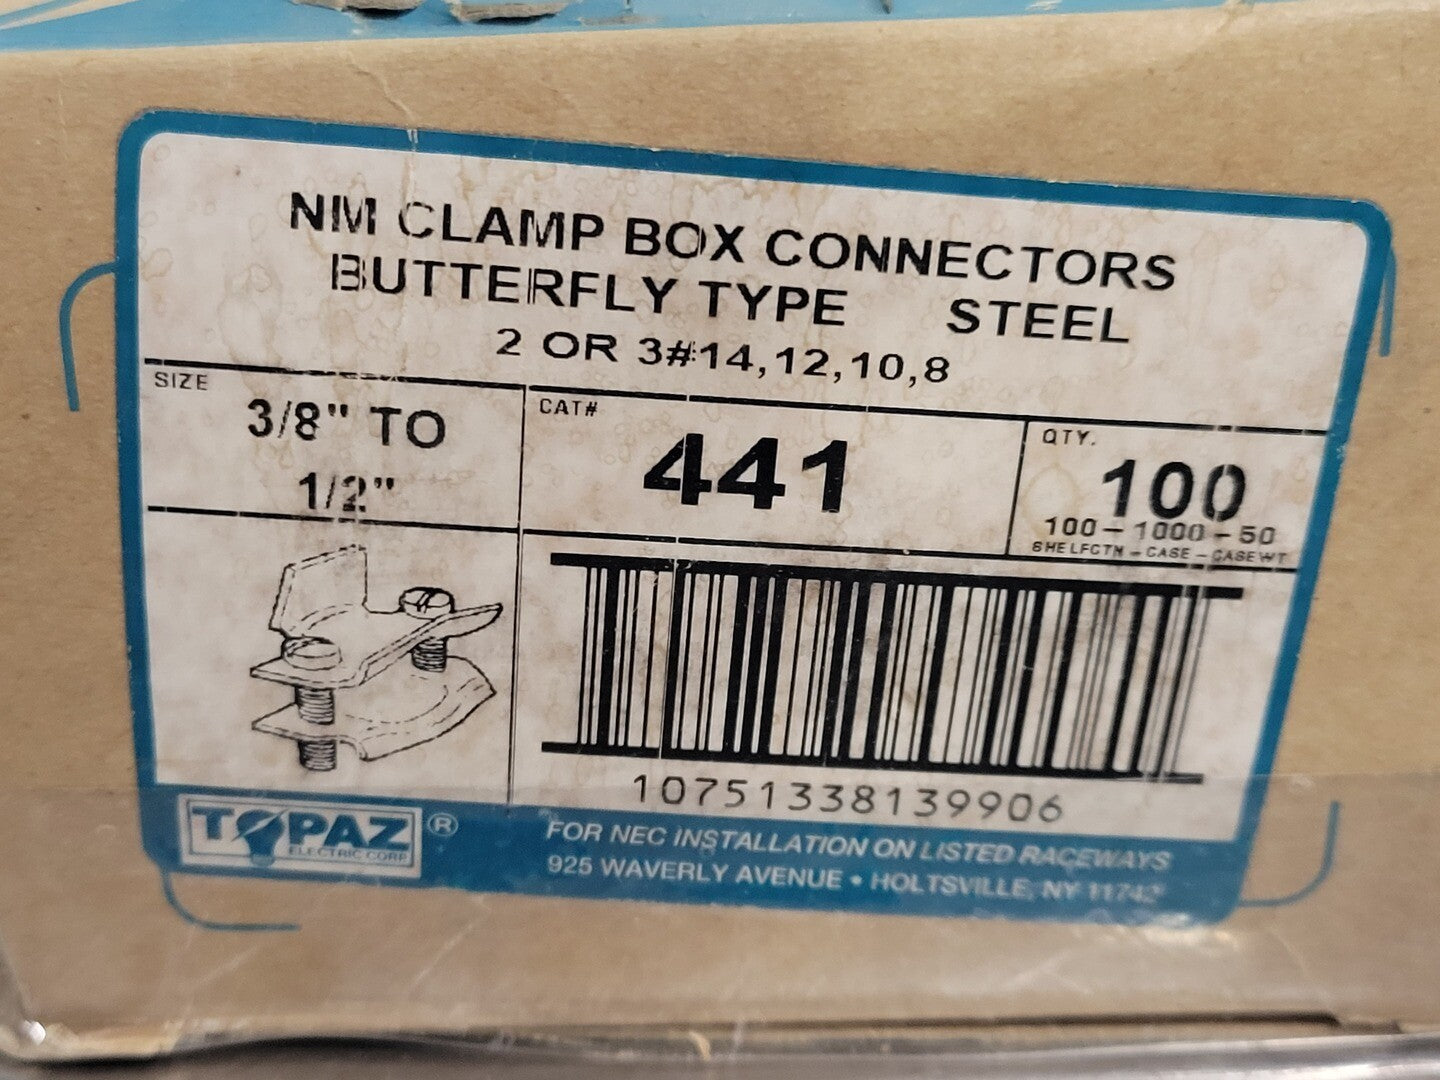 NM CLAMP BOX CONNECTORS
BUTTERFLY TYPE STEEL
2 OR 3#14,12,10,8
SIZE
3/8" TO
1/2"
CAT#
441
QTY.
100
100-1000-50
SHELFCTN-CASE-CASEWT
10751338139906
TOPAZ®
ELECTRIC CORP
FOR NEC INSTALLATION ON LISTED RACEWAYS
925 WAVERLY AVENUE • HOLTSVILLE, NY 11742